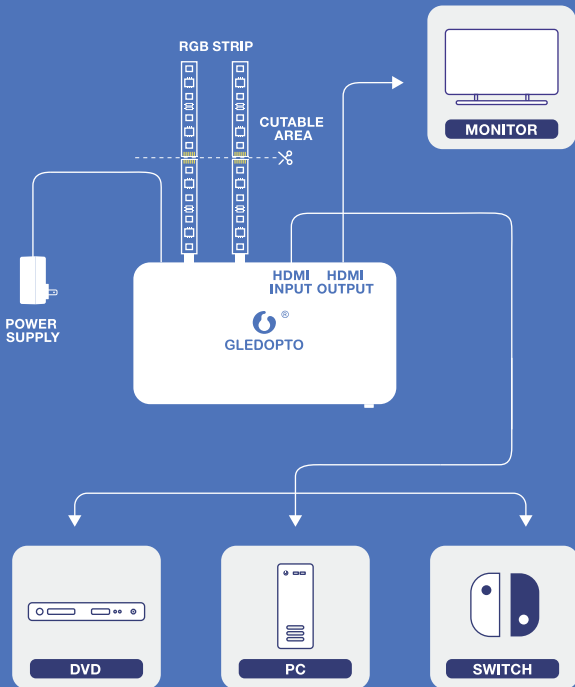 RGB STRIP
MONITOR
CUTABLE
AREA
HDMI HDMI
INPUT OUTPUT
®
GLEDOPTO
POWER
SUPPLY
DVD
PC
SWITCH